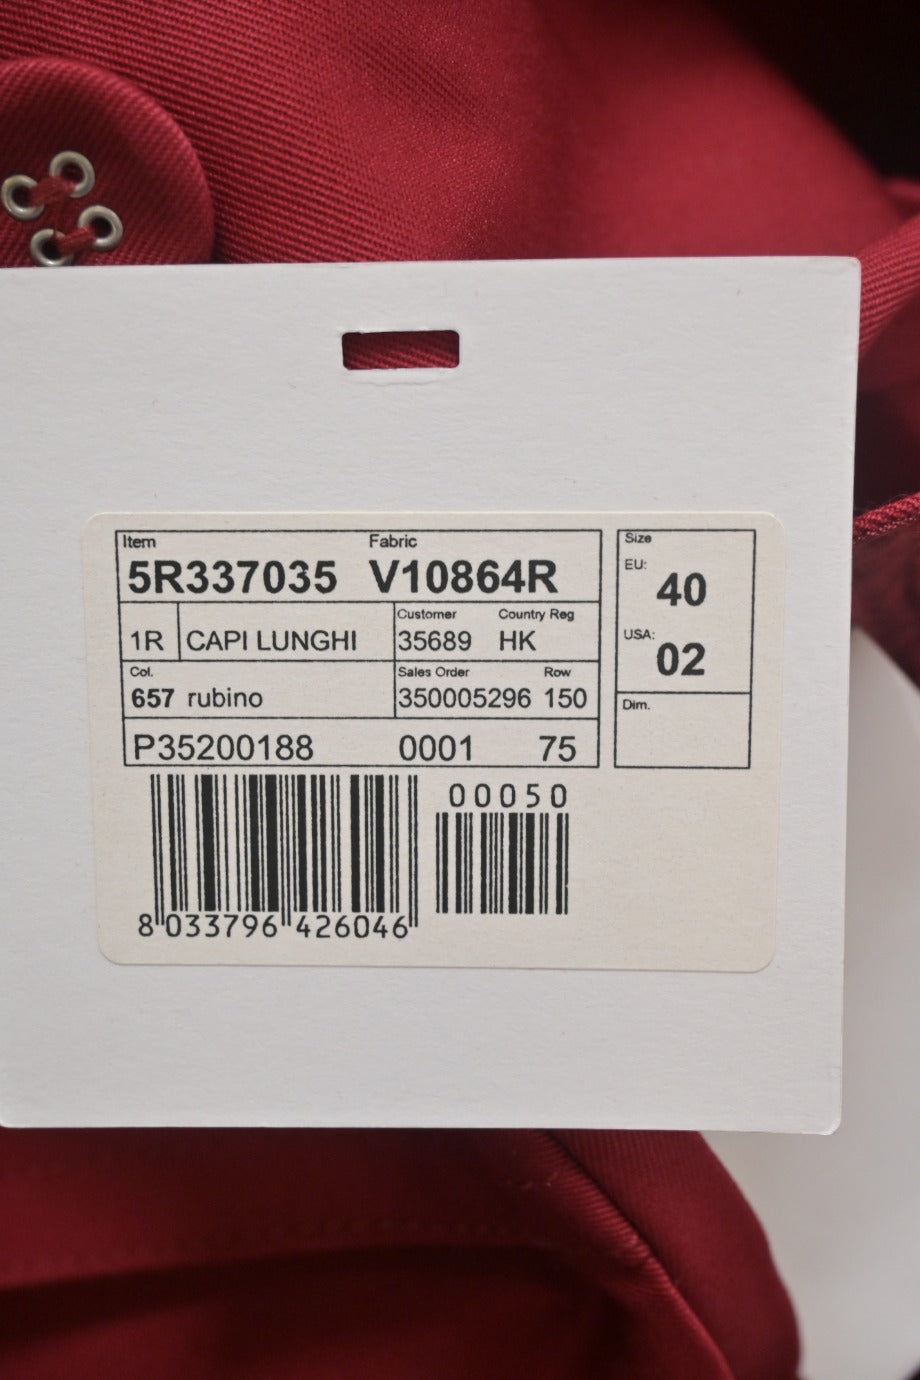 Item Fabric
5R337035 V10864R
Customer Country Reg
1R CAPI LUNGHI 35689 HK
Col. Sales Order Row
657 rubino 350005296 150
P35200188 0001 75
Size
EU:
40
USA:
02
Dim.
00050
8 033796 426046